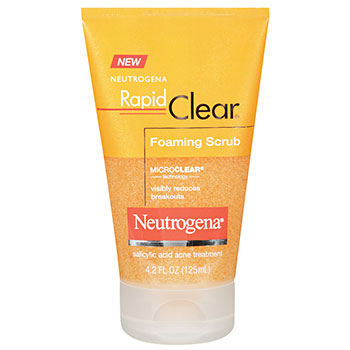 NEW
NEUTROGENA
Rapid Clear®
Foaming Scrub
MICROCLEAR®
technology
visibly reduces
breakouts
Neutrogena®
salicylic acid acne treatment
4.2 FL OZ (125mL)